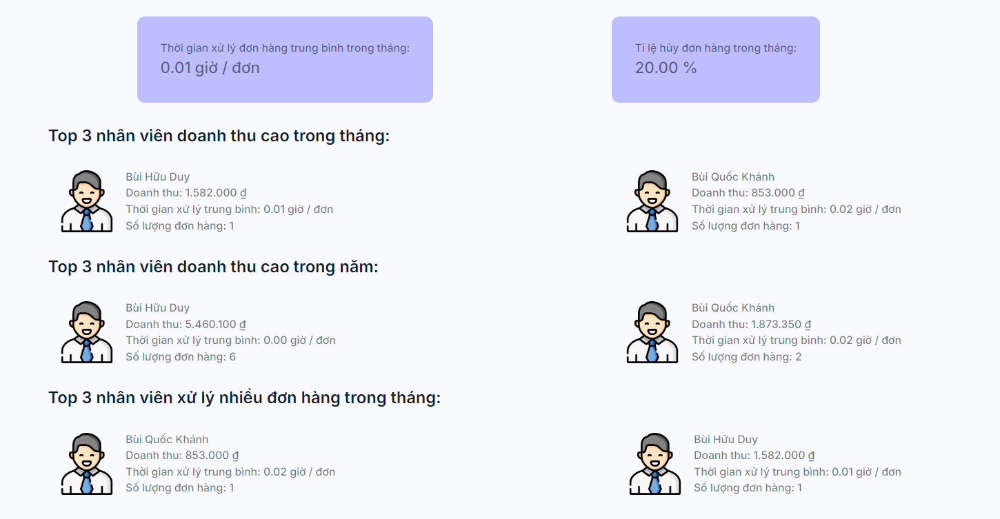 Thời gian xử lý đơn hàng trung bình trong tháng:
0.01 giờ / đơn
Tỉ lệ hủy đơn hàng trong tháng:
20.00 %
Top 3 nhân viên doanh thu cao trong tháng:
Bùi Hữu Duy
Doanh thu: 1.582.000 ₫
Thời gian xử lý trung bình: 0.01 giờ / đơn
Số lượng đơn hàng: 1
Bùi Quốc Khánh
Doanh thu: 853.000 ₫
Thời gian xử lý trung bình: 0.02 giờ / đơn
Số lượng đơn hàng: 1
Top 3 nhân viên doanh thu cao trong năm:
Bùi Hữu Duy
Doanh thu: 5.460.100 ₫
Thời gian xử lý trung bình: 0.00 giờ / đơn
Số lượng đơn hàng: 6
Bùi Quốc Khánh
Doanh thu: 1.873.350 ₫
Thời gian xử lý trung bình: 0.02 giờ / đơn
Số lượng đơn hàng: 2
Top 3 nhân viên xử lý nhiều đơn hàng trong tháng:
Bùi Quốc Khánh
Doanh thu: 853.000 ₫
Thời gian xử lý trung bình: 0.02 giờ / đơn
Số lượng đơn hàng: 1
Bùi Hữu Duy
Doanh thu: 1.582.000 ₫
Thời gian xử lý trung bình: 0.01 giờ / đơn
Số lượng đơn hàng: 1